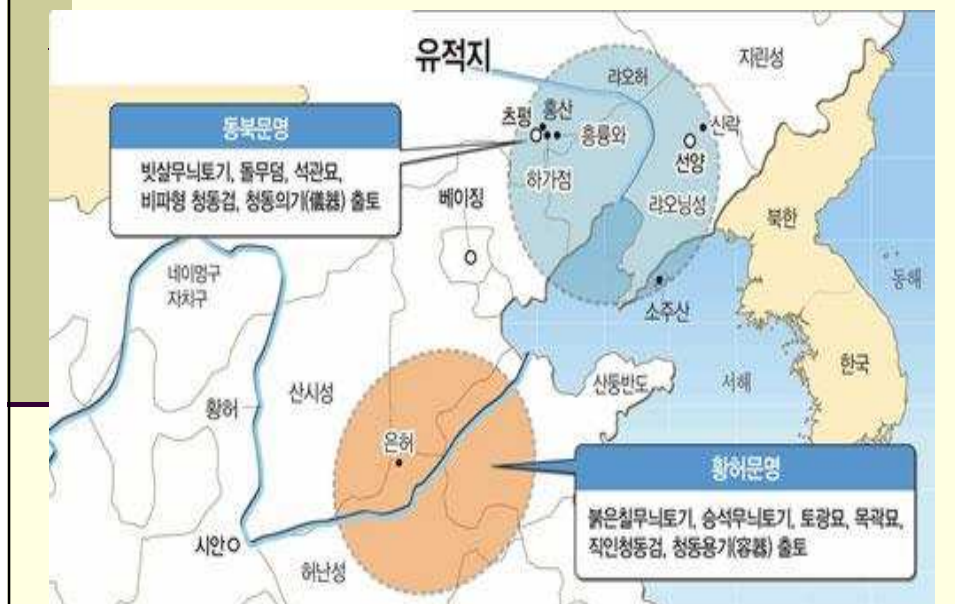 유적지
지린성
랴오허
츠펑
홍산
흥륭와
신락
선양
하가점
랴오닝성
동북문명
빗살무늬토기, 돌무덤, 석관묘,
비파형 청동검, 청동의기(儀器) 출토
베이징
북한
동해
네이멍구
자치구
소주산
산시성
산둥반도
서해
한국
황허
은허
황허문명
붉은칠무늬토기, 승석무늬토기, 토광묘, 목곽묘,
직인청동검, 청동용기(容器) 출토
시안
허난성